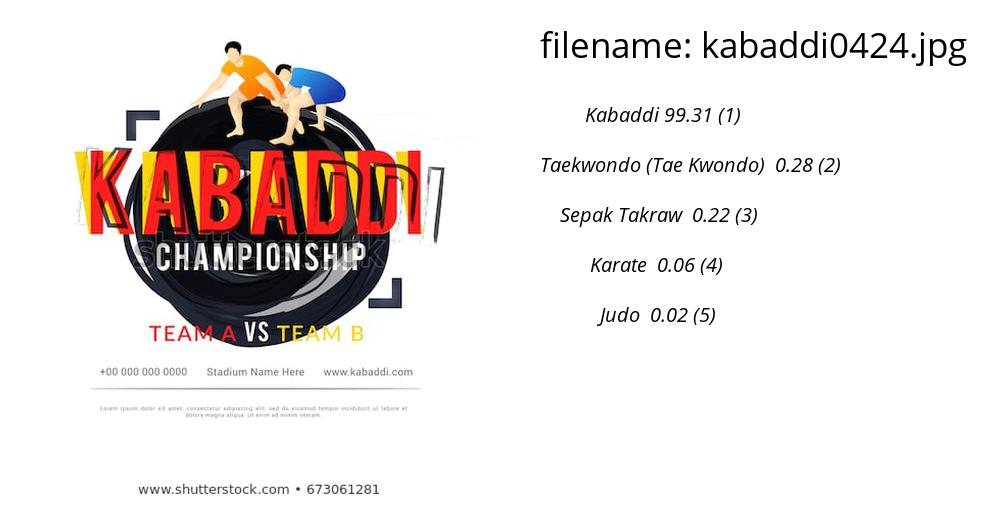 KABADDI
CHAMPIONSHIP
shutterstock
TEAM A VS TEAM B
+00 000 000 0000 Stadium Name Here www.kabaddi.com
Lorem ipsum dolor sit amet, consectetur adipiscing elit, sed do eiusmod tempor incididunt ut labore et
dolore magna aliqua. Ut enim ad minim veniam.
www.shutterstock.com • 673061281
filename: kabaddi0424.jpg
Kabaddi 99.31 (1)
Taekwondo (Tae Kwondo) 0.28 (2)
Sepak Takraw 0.22 (3)
Karate 0.06 (4)
Judo 0.02 (5)